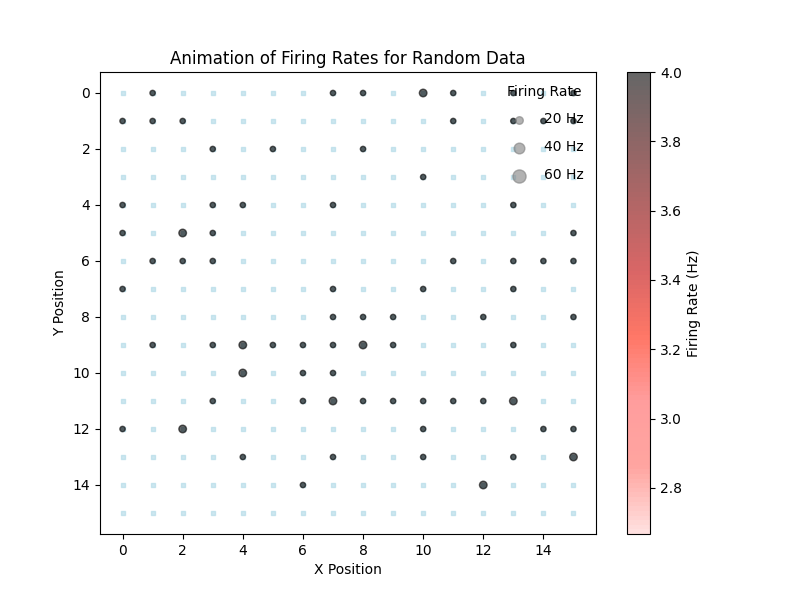 Animation of Firing Rates for Random Data
Firing Rate
20 Hz
40 Hz
60 Hz
0
2
4
6
8
10
12
14
Y Position
0 2 4 6 8 10 12 14
X Position
4.0
3.8
3.6
3.4
3.2
3.0
2.8
Firing Rate (Hz)